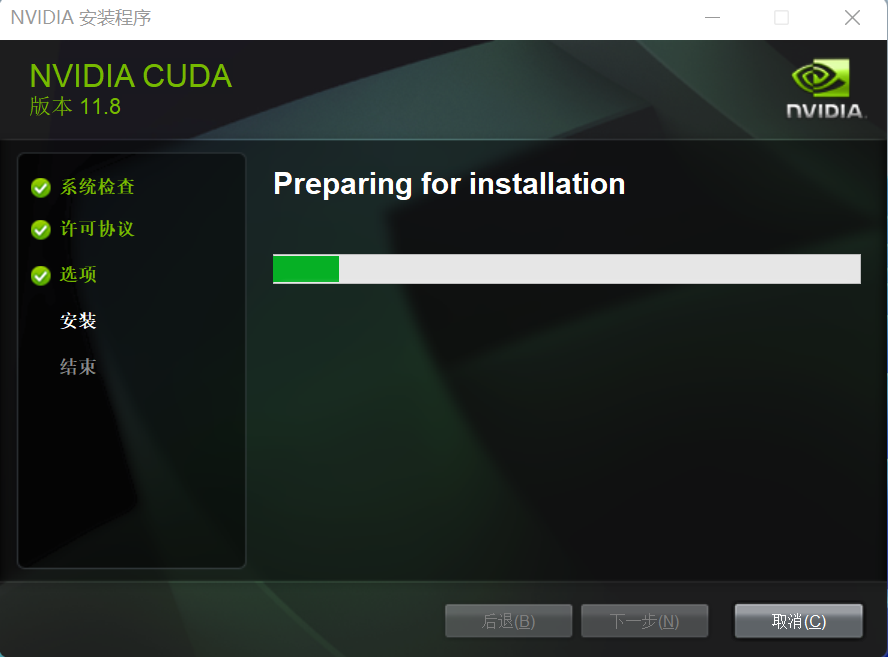 NVIDIA 安装程序
NVIDIA CUDA
版本 11.8
NVIDIA.
系统检查
许可协议
选项
安装
结束
Preparing for installation
后退(B)
下一步(N)
取消(C)